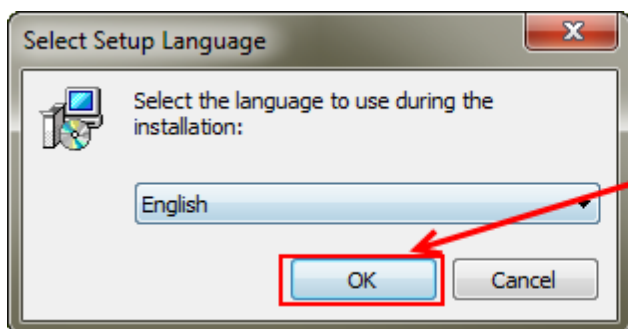 Select Setup Language
Select the language to use during the
installation:
English
OK
Cancel